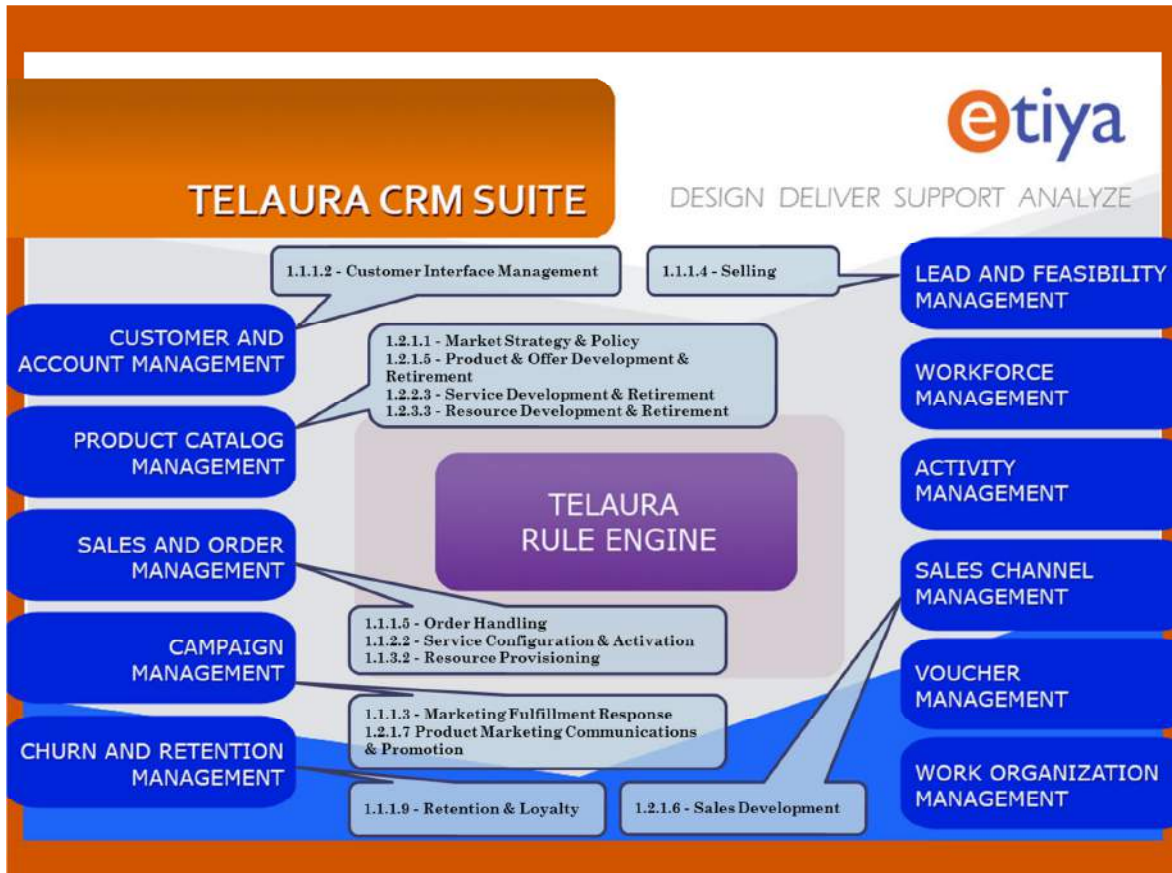 etiya
TELAURA CRM SUITE
DESIGN DELIVER SUPPORT ANALYZE
1.1.1.2 - Customer Interface Management
1.1.1.4 - Selling
LEAD AND FEASIBILITY
MANAGEMENT
CUSTOMER AND
ACCOUNT MANAGEMENT
1.2.1.1 - Market Strategy & Policy
1.2.1.5 - Product & Offer Development &
Retirement
1.2.2.3 - Service Development & Retirement
1.2.3.3 - Resource Development & Retirement
WORKFORCE
MANAGEMENT
PRODUCT CATALOG
MANAGEMENT
TELAURA
RULE ENGINE
ACTIVITY
MANAGEMENT
SALES AND ORDER
MANAGEMENT
SALES CHANNEL
MANAGEMENT
1.1.1.5 - Order Handling
1.1.2.2 - Service Configuration & Activation
1.1.3.2 - Resource Provisioning
CAMPAIGN
MANAGEMENT
VOUCHER
MANAGEMENT
1.1.1.3 - Marketing Fulfillment Response
1.2.1.7 Product Marketing Communications
& Promotion
CHURN AND RETENTION
MANAGEMENT
WORK ORGANIZATION
MANAGEMENT
1.1.1.9 - Retention & Loyalty
1.2.1.6 - Sales Development